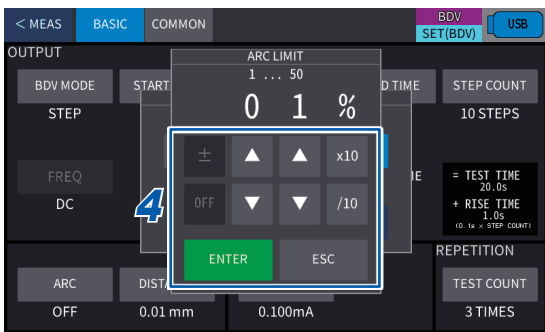 < MEAS BASIC COMMON BDV
SET(BDV) USB
OUTPUT
ARC LIMIT
1 ... 50
0 1 %
BDV MODE START D TIME STEP COUNT
STEP 10 STEPS
± x10
OFF /10
ENTER ESC
4
FREQ
DC
= TEST TIME
20.0s
+ RISE TIME
1.0s
(0.1s × STEP COUNT)
REPETITION
ARC DISTA TEST COUNT
OFF 0.01 mm 0.100mA 3 TIMES